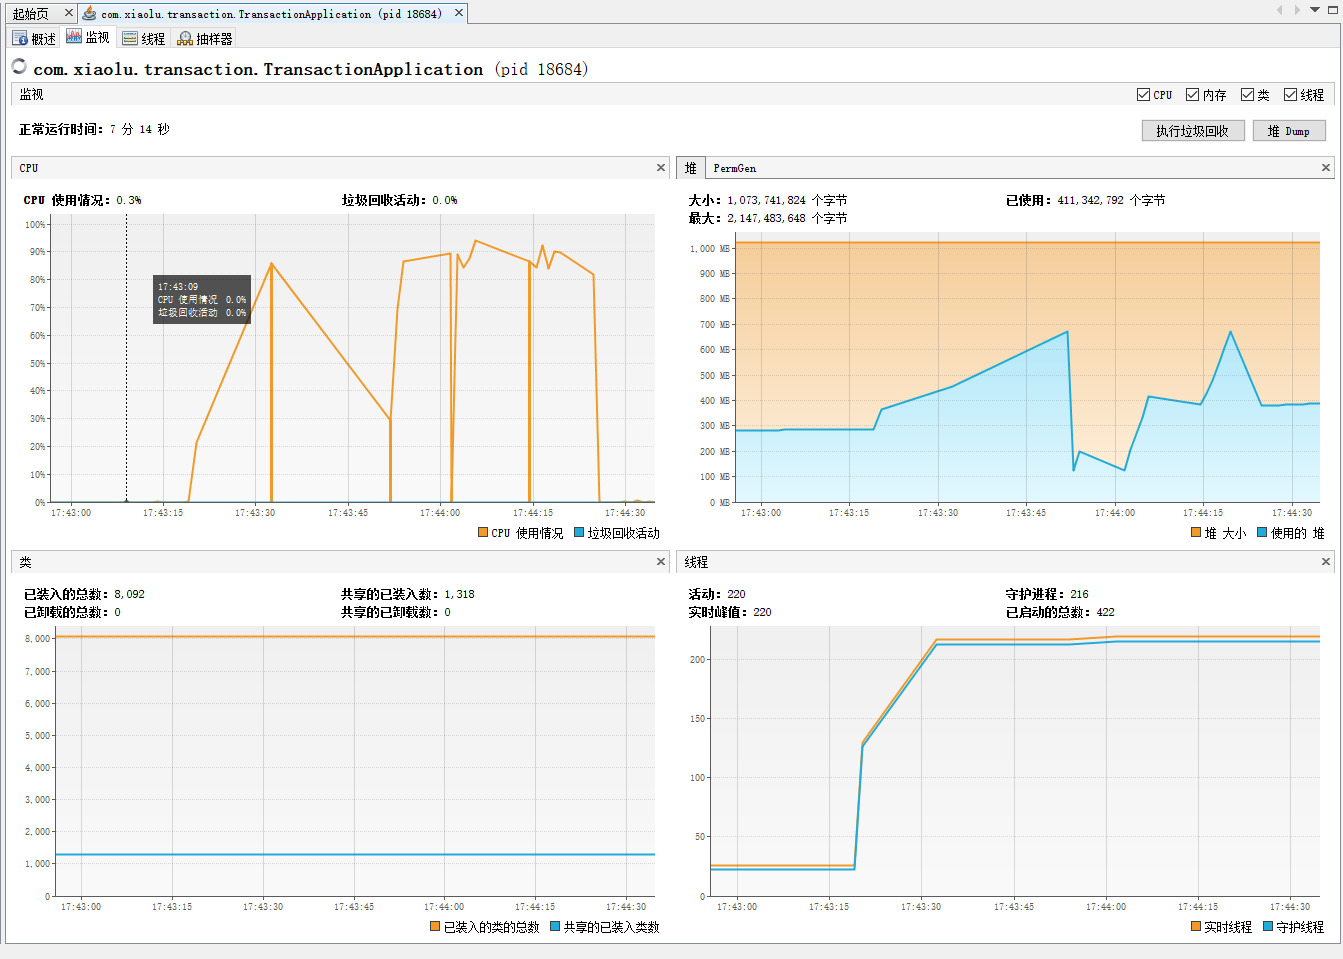 起始页
com.xiaolu.transaction.TransactionApplication (pid 18684)
概述 监视 线程 抽样器
com.xiaolu.transaction.TransactionApplication (pid 18684)
监视
CPU 内存 类 线程
正常运行时间: 7 分 14 秒
执行垃圾回收 堆 Dump
CPU
CPU 使用情况: 0.3% 垃圾回收活动: 0.0%
100%
90%
80%
70%
60%
50%
40%
30%
20%
10%
0%
17:43:09
CPU 使用情况 0.0%
垃圾回收活动 0.0%
17:43:00 17:43:15 17:43:30 17:43:45 17:44:00 17:44:15 17:44:30
CPU 使用情况 垃圾回收活动
堆 PermGen
大小: 1,073,741,824 个字节 已使用: 411,342,792 个字节
最大: 2,147,483,648 个字节
1,000 MB
900 MB
800 MB
700 MB
600 MB
500 MB
400 MB
300 MB
200 MB
100 MB
0 MB
17:43:00 17:43:15 17:43:30 17:43:45 17:44:00 17:44:15 17:44:30
堆 大小 使用的 堆
类
已装入的总数: 8,092 共享的已装入数: 1,318
已卸载的总数: 0 共享的已卸载数: 0
8,000
7,000
6,000
5,000
4,000
3,000
2,000
1,000
0
17:43:00 17:43:15 17:43:30 17:43:45 17:44:00 17:44:15 17:44:30
已装入的类的总数 共享的已装入类数
线程
活动: 220 守护进程: 216
实时峰值: 220 已启动的总数: 422
200
150
100
50
0
17:43:00 17:43:15 17:43:30 17:43:45 17:44:00 17:44:15 17:44:30
实时线程 守护线程